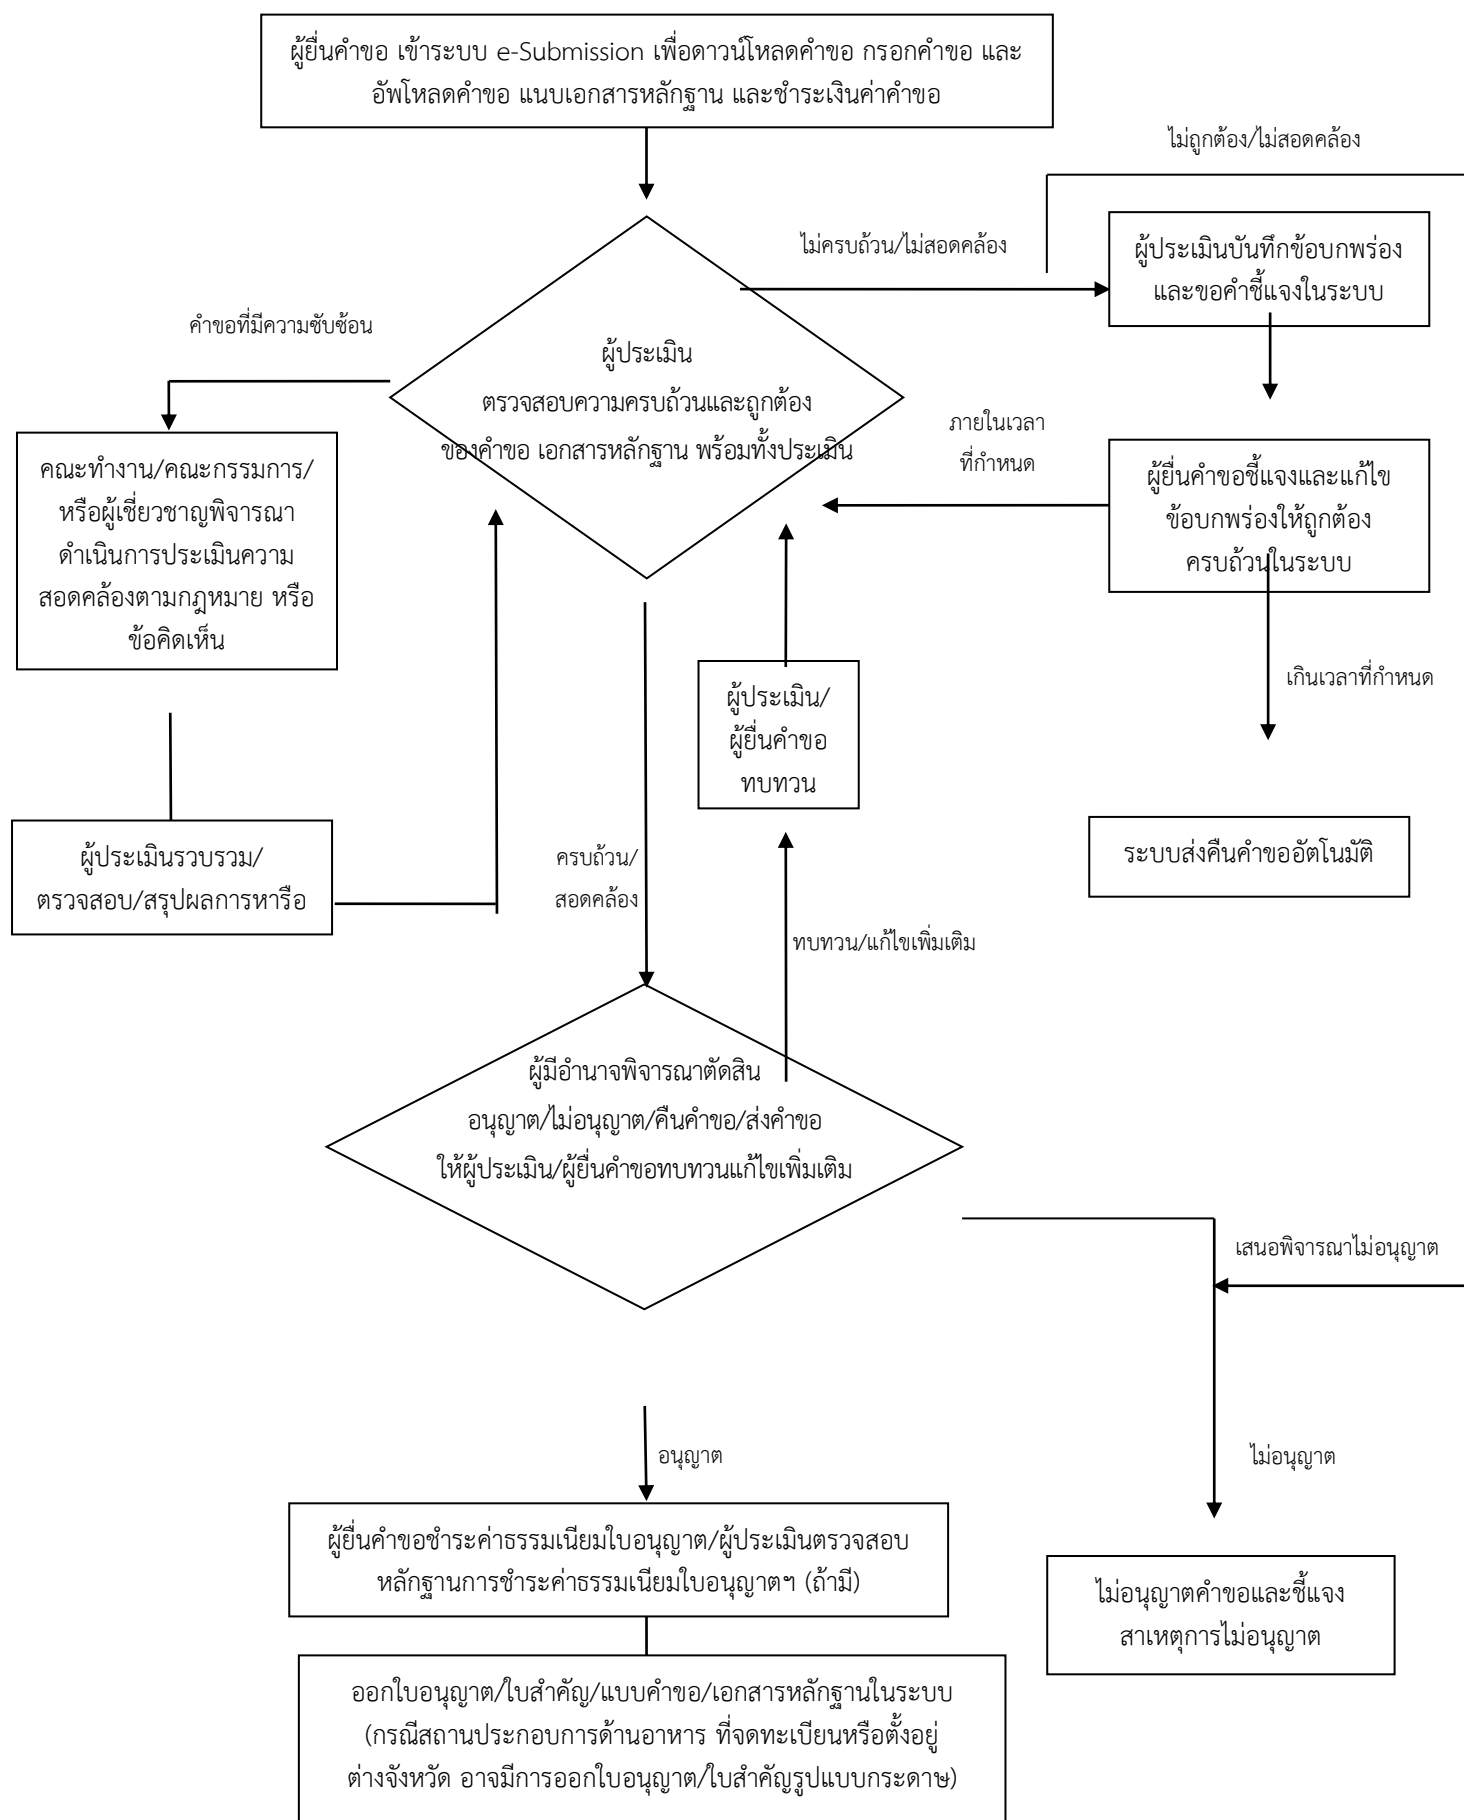 ผู้ยื่นคำขอ เข้าระบบ e-Submission เพื่อดาวน์โหลดคำขอ กรอกคำขอ และ
อัพโหลดคำขอ แนบเอกสารหลักฐาน และชำระเงินค่าคำขอ
ไม่ถูกต้อง/ไม่สอดคล้อง
ไม่ครบถ้วน/ไม่สอดคล้อง
ผู้ประเมินบันทึกข้อบกพร่อง
และขอคำชี้แจงในระบบ
คำขอที่มีความซับซ้อน
ผู้ประเมิน
ตรวจสอบความครบถ้วนและถูกต้อง
ของคำขอ เอกสารหลักฐาน พร้อมทั้งประเมิน
ภายในเวลา
ที่กำหนด
คณะทำงาน/คณะกรรมการ/
หรือผู้เชี่ยวชาญพิจารณา
ดำเนินการประเมินความ
สอดคล้องตามกฎหมาย หรือ
ข้อคิดเห็น
ผู้ยื่นคำขอชี้แจงและแก้ไข
ข้อบกพร่องให้ถูกต้อง
ครบถ้วนในระบบ
เกินเวลาที่กำหนด
ผู้ประเมิน/
ผู้ยื่นคำขอ
ทบทวน
ผู้ประเมินรวบรวม/
ตรวจสอบ/สรุปผลการหารือ
ครบถ้วน/
สอดคล้อง
ระบบส่งคืนคำขออัตโนมัติ
ทบทวน/แก้ไขเพิ่มเติม
ผู้มีอำนาจพิจารณาตัดสิน
อนุญาต/ไม่อนุญาต/คืนคำขอ/ส่งคำขอ
ให้ผู้ประเมิน/ผู้ยื่นคำขอทบทวนแก้ไขเพิ่มเติม
เสนอพิจารณาไม่อนุญาต
อนุญาต
ไม่อนุญาต
ผู้ยื่นคำขอชำระค่าธรรมเนียมใบอนุญาต/ผู้ประเมินตรวจสอบ
หลักฐานการชำระค่าธรรมเนียมใบอนุญาตฯ (ถ้ามี)
ไม่อนุญาตคำขอและชี้แจง
สาเหตุการไม่อนุญาต
ออกใบอนุญาต/ใบสำคัญ/แบบคำขอ/เอกสารหลักฐานในระบบ
(กรณีสถานประกอบการด้านอาหาร ที่จดทะเบียนหรือตั้งอยู่
ต่างจังหวัด อาจมีการออกใบอนุญาต/ใบสำคัญรูปแบบกระดาษ)